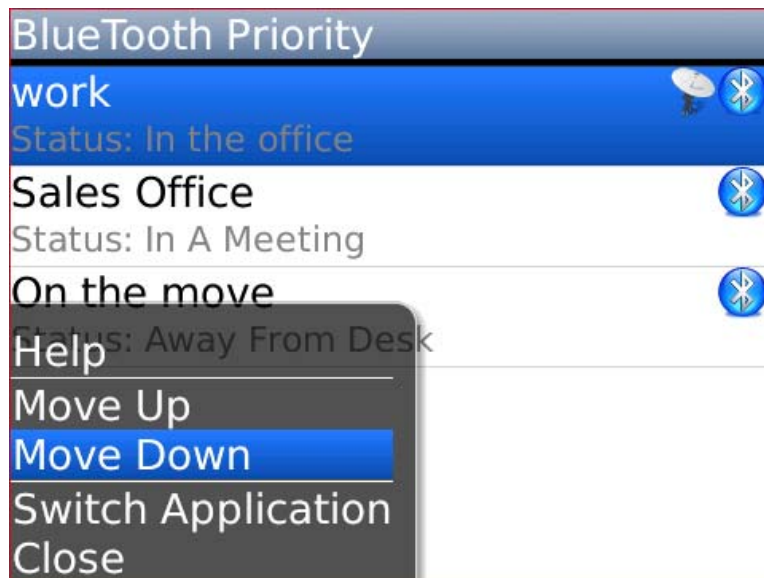 BlueTooth Priority
work
Status: In the office
Sales Office
Status: In A Meeting
On the move
Status: Away From Desk
Help
Move Up
Move Down
Switch Application
Close